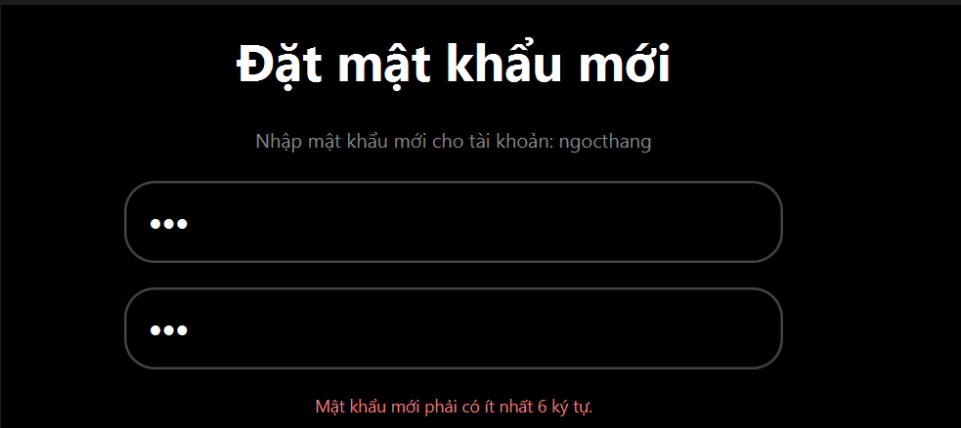 Đặt mật khẩu mới
Nhập mật khẩu mới cho tài khoản: ngocthang
•••
•••
Mật khẩu mới phải có ít nhất 6 ký tự.